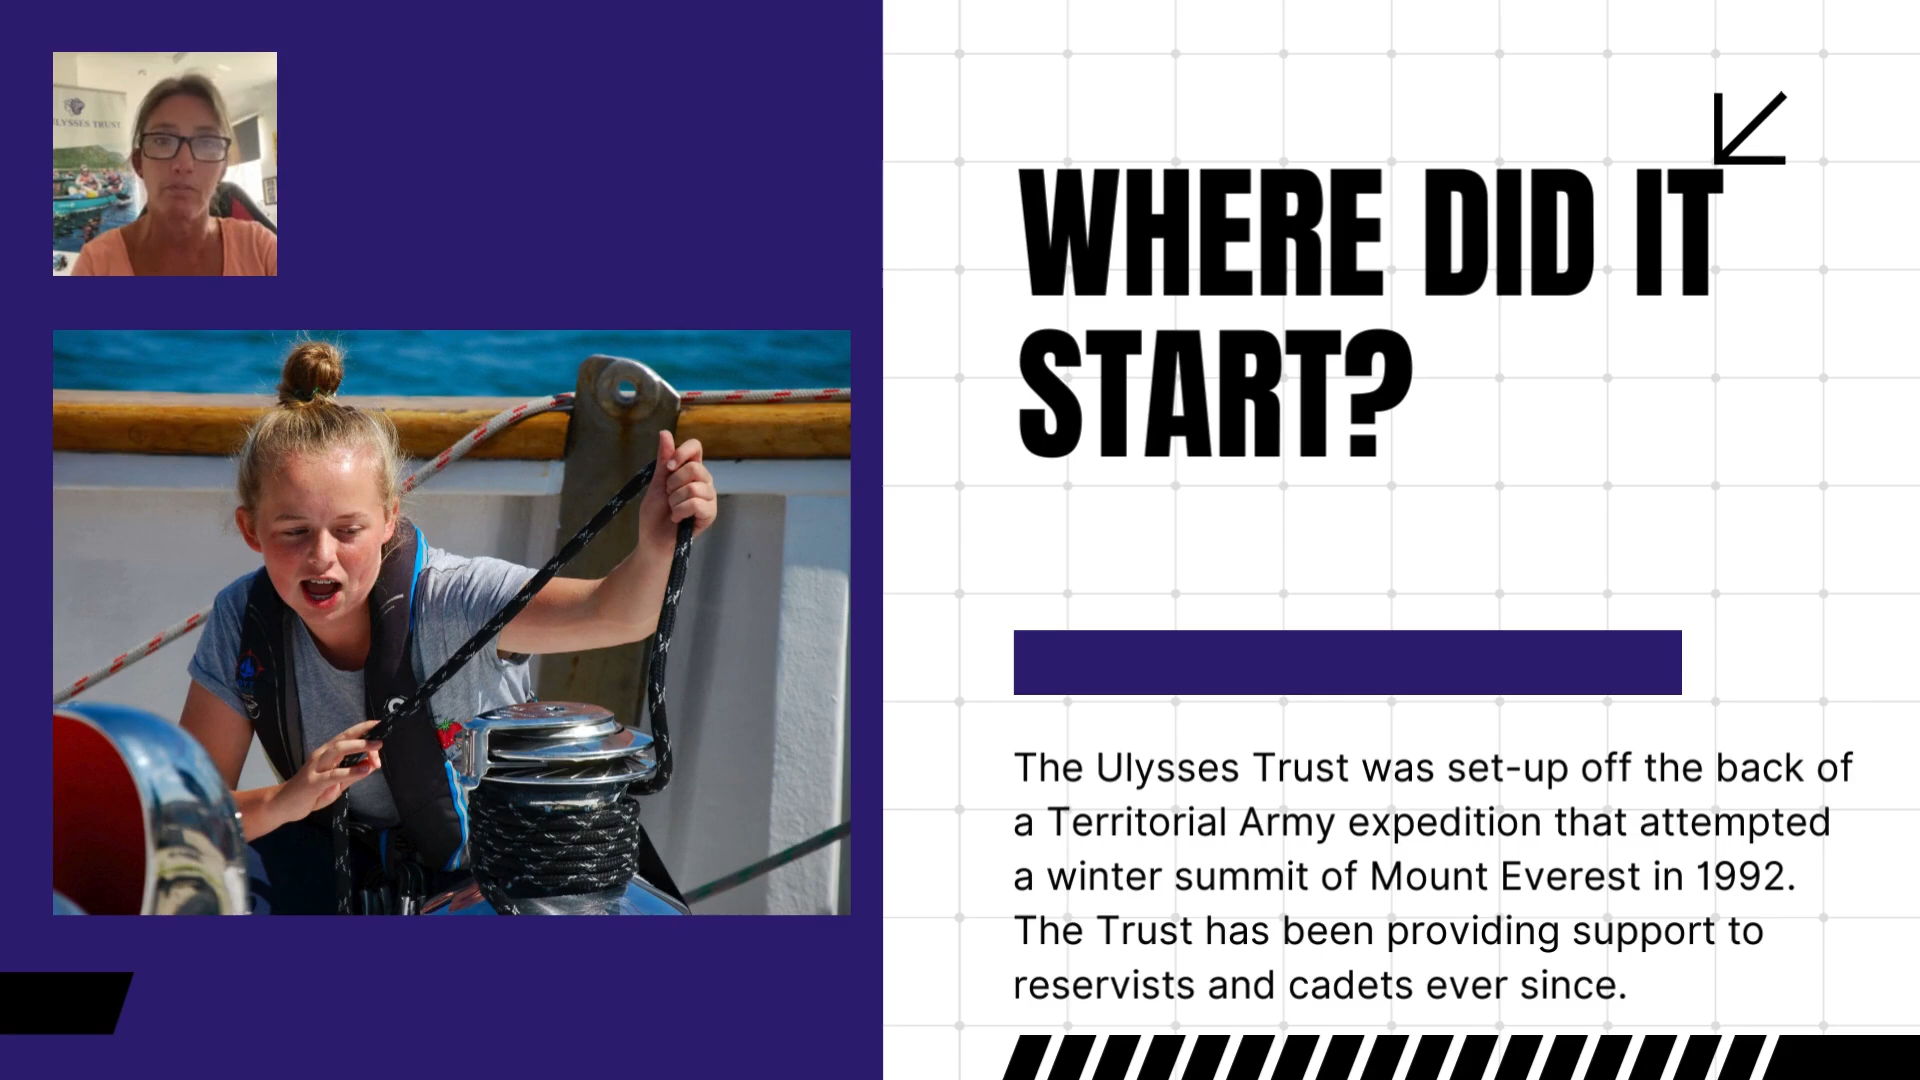 ULYSSES TRUST
WHERE DID IT
START?
The Ulysses Trust was set-up off the back of
a Territorial Army expedition that attempted
a winter summit of Mount Everest in 1992.
The Trust has been providing support to
reservists and cadets ever since.